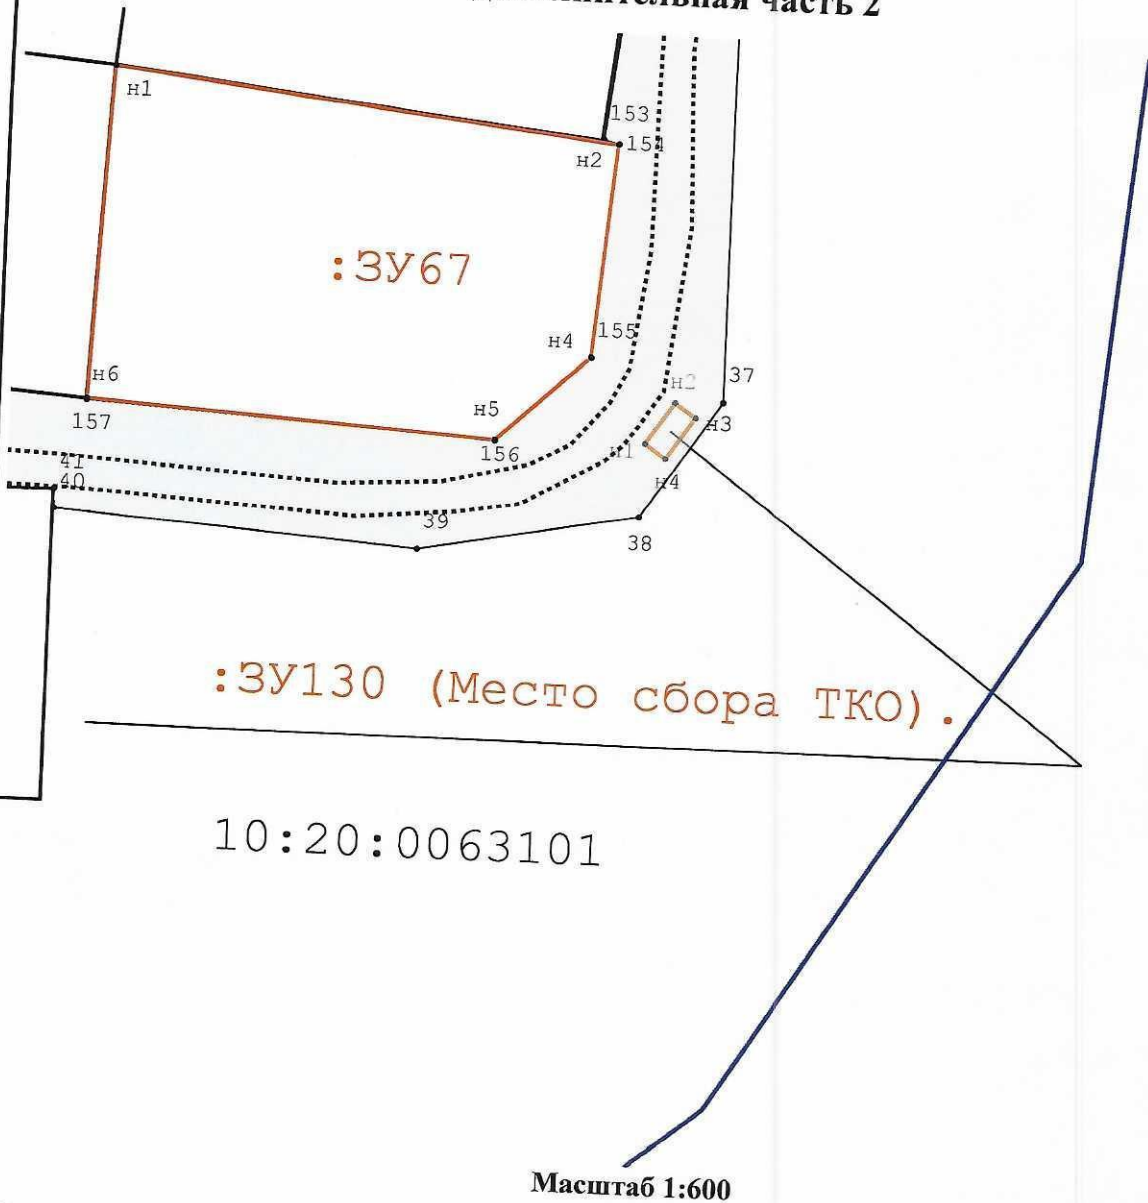 часть 2
н1
153
154
н2
:ЗУ67
155
н4
н6
37
н2
н5
157
н3
156
н1
41
н4
40
39
38
:ЗУ130 (Место сбора ТКО).
10:20:0063101
Масштаб 1:600